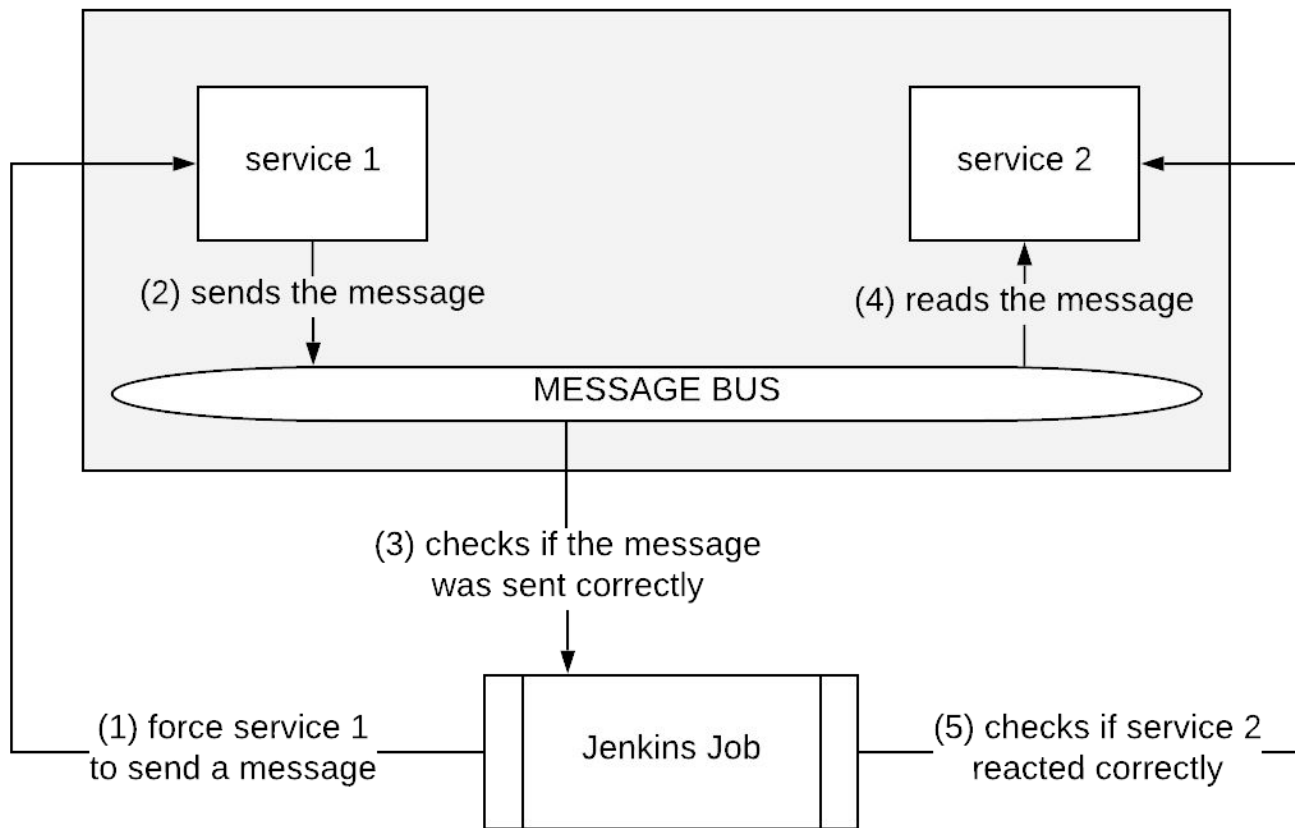 service 1
service 2
(2) sends the message
(4) reads the message
MESSAGE BUS
(3) checks if the message
was sent correctly
(1) force service 1
to send a message
Jenkins Job
(5) checks if service 2
reacted correctly